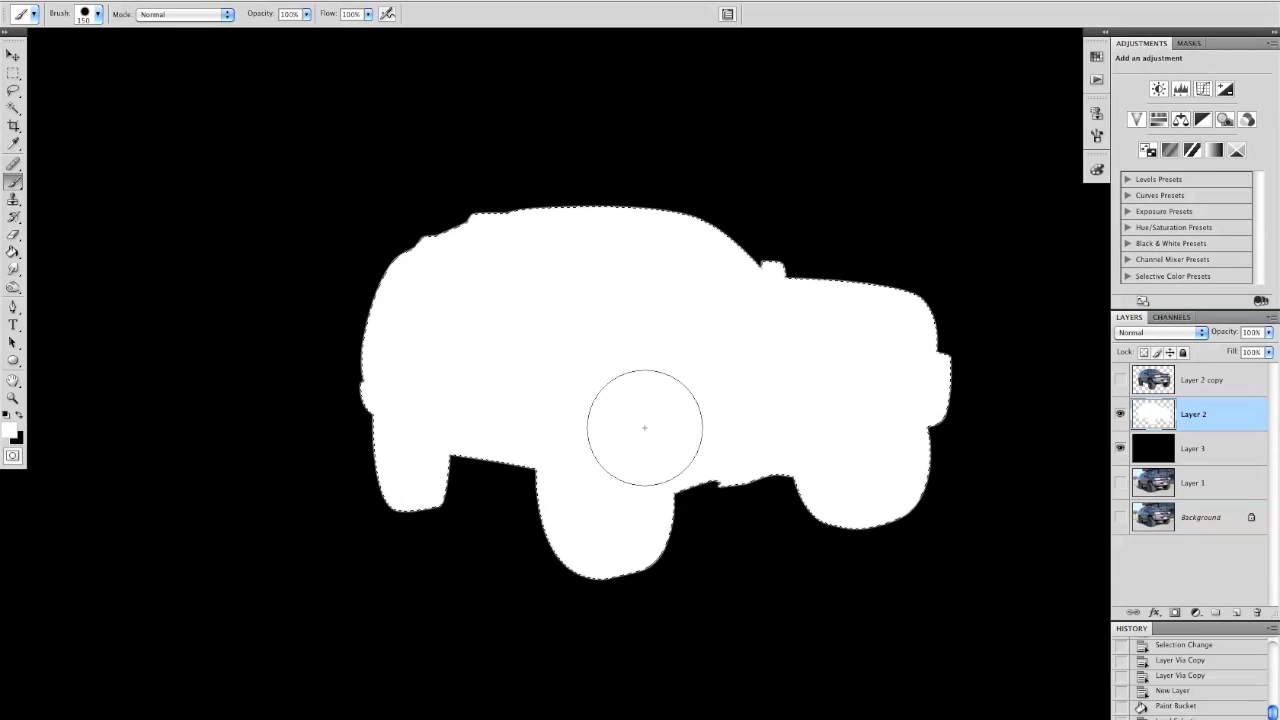 Brush: 150 Mode: Normal Opacity: 100% Flow: 100%
ADJUSTMENTS MASKS
Add an adjustment
Levels Presets
Curves Presets
Exposure Presets
Hue/Saturation Presets
Black & White Presets
Channel Mixer Presets
Selective Color Presets
LAYERS CHANNELS
Normal Opacity: 100%
Lock: Fill: 100%
Layer 2 copy
Layer 2
Layer 3
Layer 1
Background
HISTORY
Selection Change
Layer Via Copy
Layer Via Copy
New Layer
Paint Bucket